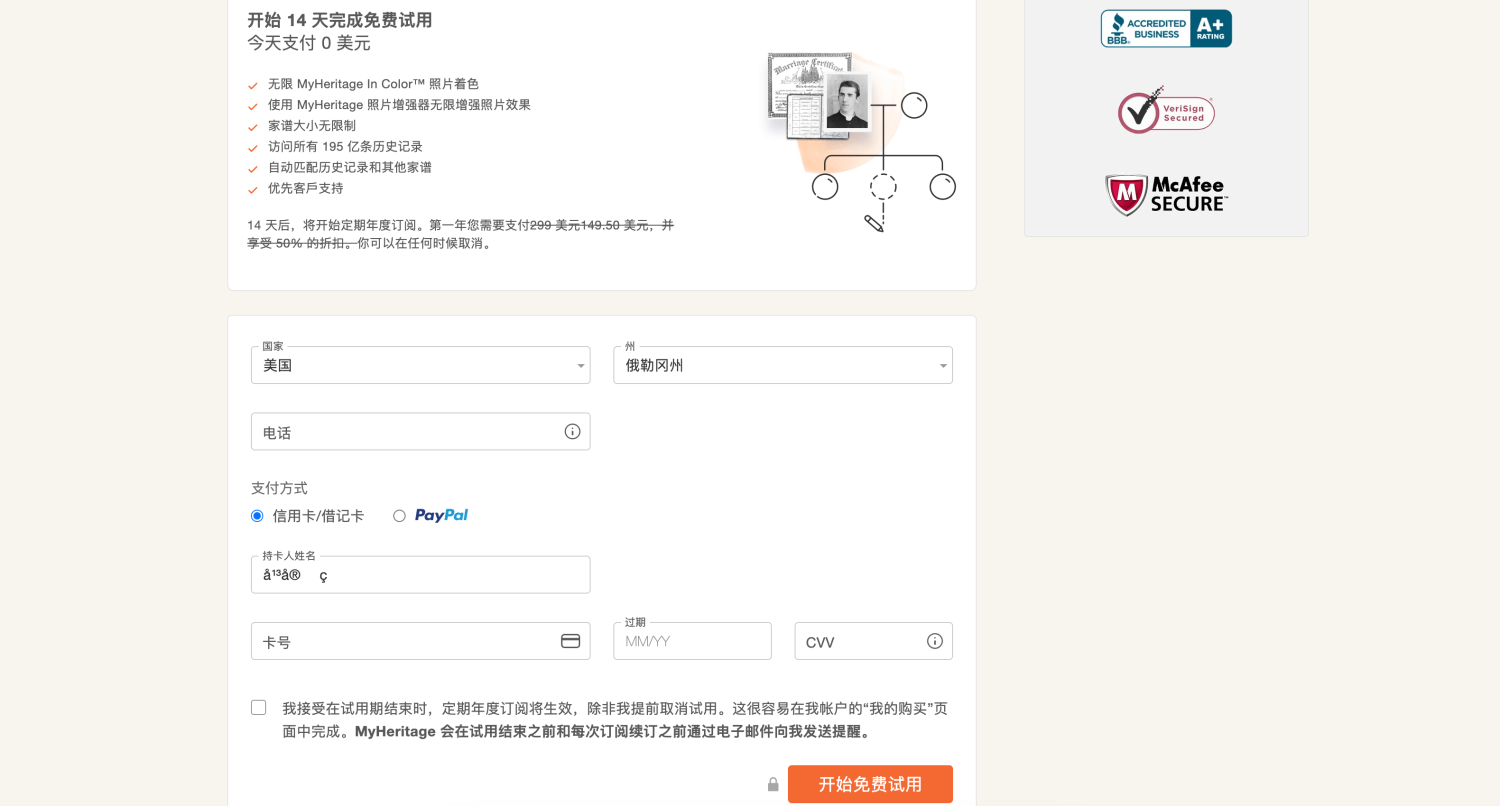 开始 14 天完成免费试用
今天支付 0 美元
无限 MyHeritage In Color™ 照片着色
使用 MyHeritage 照片增强器无限增强照片效果
家谱大小无限制
访问所有 195 亿条历史记录
自动匹配历史记录和其他家谱
优先客戶支持
14 天后，将开始定期年度订阅。第一年您需要支付299 美元149.50 美元，并
享受 50% 的折扣。你可以在任何时候取消。
Marriage Certificate
ACCREDITED
BUSINESS
BBB.
A+
RATING
VeriSign
Secured
McAfee
SECURE™
国家
美国
州
俄勒冈州
电话
支付方式
信用卡/借记卡
PayPal
持卡人姓名
å¹³å® ç
卡号
过期
MM/YY
CVV
我接受在试用期结束时，定期年度订阅将生效，除非我提前取消试用。这很容易在我帐户的“我的购买”页
面中完成。MyHeritage 会在试用结束之前和每次订阅续订之前通过电子邮件向我发送提醒。
开始免费试用